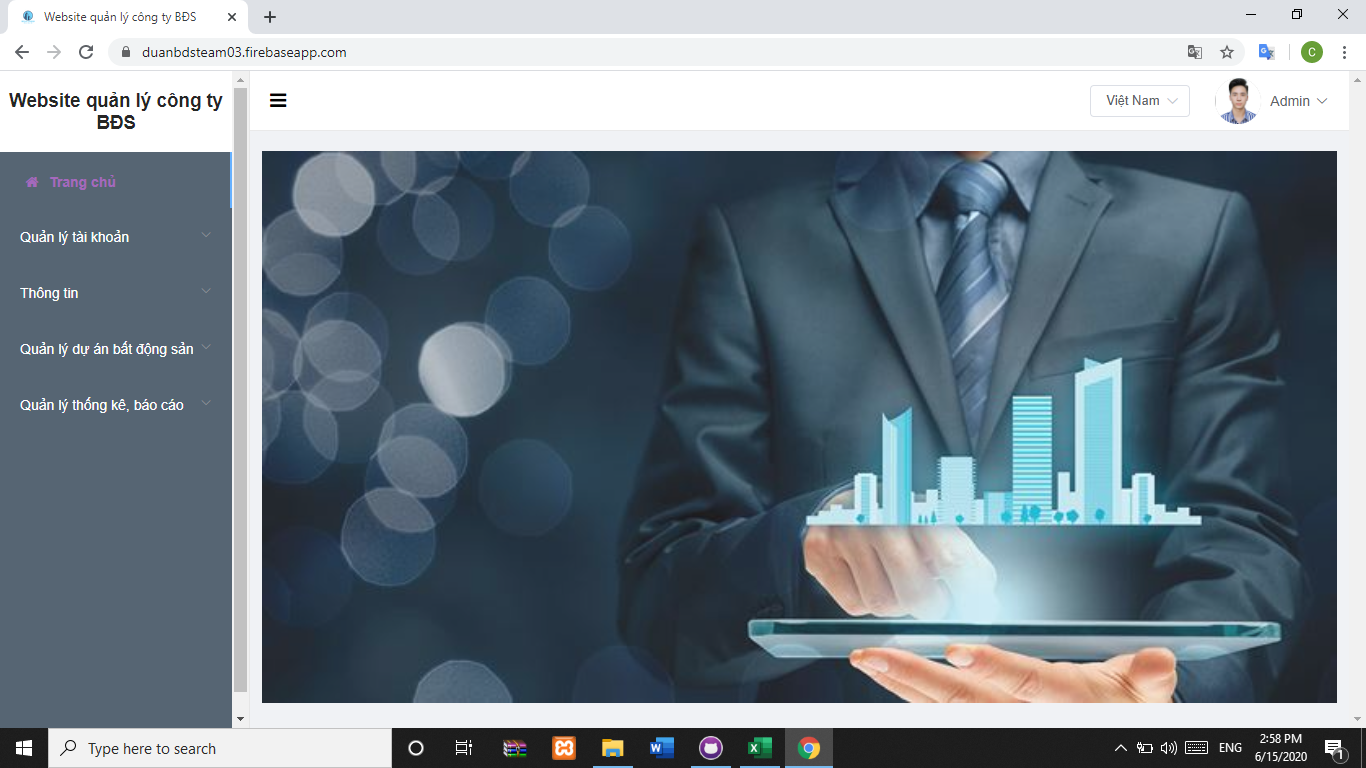 Website quản lý công ty BĐS
duanbdsteam03.firebaseapp.com
C
Website quản lý công ty
BĐS
Việt Nam
Admin
Trang chủ
Quản lý tài khoản
Thông tin
Quản lý dự án bất động sản
Quản lý thống kê, báo cáo
Type here to search
ENG
2:58 PM
6/15/2020
1